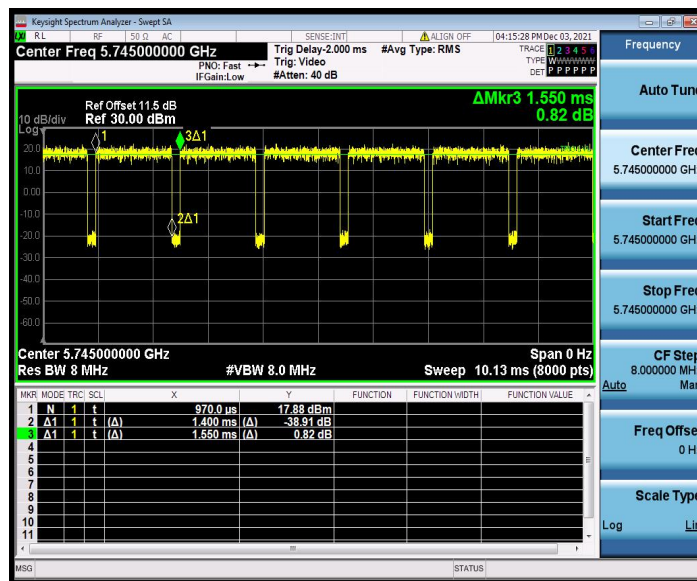 Keysight Spectrum Analyzer - Swept SA
LXI RL RF 50 Ω AC SENSE:INT ALIGN OFF 04:15:28 PM Dec 03, 2021
Center Freq 5.745000000 GHz Trig Delay-2.000 ms #Avg Type: RMS TRACE 1 2 3 4 5 6
PNO: Fast Trig: Video TYPE WWWWWW
IFGain:Low #Atten: 40 dB DET P P P P P P
ΔMkr3 1.550 ms
0.82 dB
Ref Offset 11.5 dB
10 dB/div Ref 30.00 dBm
Log
1 3Δ1
20.0
10.0
0.00
-10.0
2Δ1
-20.0
-30.0
-40.0
-50.0
-60.0
Center 5.745000000 GHz Span 0 Hz
Res BW 8 MHz #VBW 8.0 MHz Sweep 10.13 ms (8000 pts)
MKR MODE TRC SCL X Y FUNCTION FUNCTION WIDTH FUNCTION VALUE
1 N 1 t 970.0 µs 17.88 dBm
2 Δ1 1 t (Δ) 1.400 ms (Δ) -38.91 dB
3 Δ1 1 t (Δ) 1.550 ms (Δ) 0.82 dB
4
5
6
7
8
9
10
11
MSG STATUS
Frequency
Auto Tun
Center Fre
5.745000000 GH
Start Fre
5.745000000 GH
Stop Fre
5.745000000 GH
CF Step
8.000000 MH
Auto Ma
Freq Offse
0 H
Scale Type
Log Li